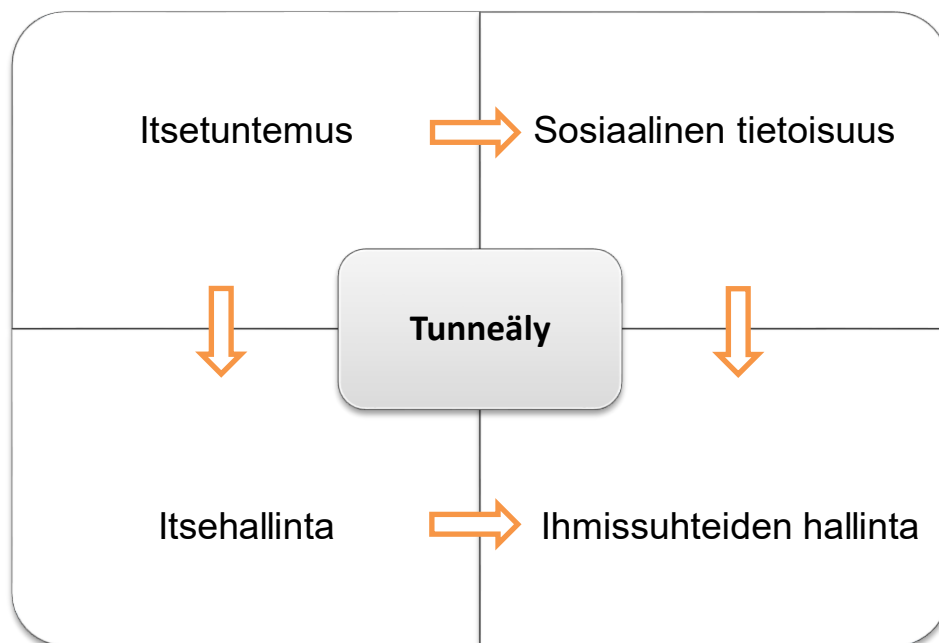 Itsetuntemus
Sosiaalinen tietoisuus
Tunneäly
Itsehallinta
Ihmissuhteiden hallinta